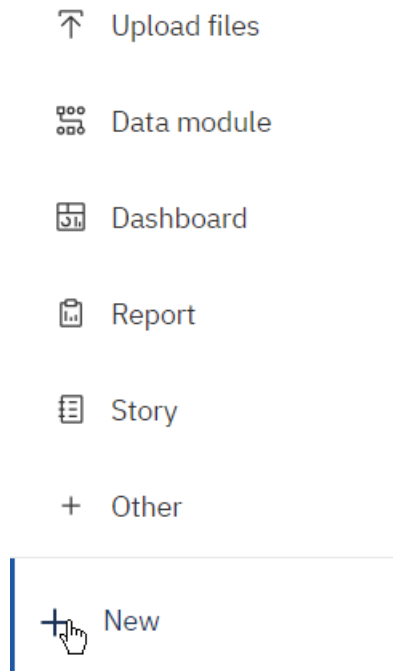 Upload files
Data module
Dashboard
Report
Story
Other
New